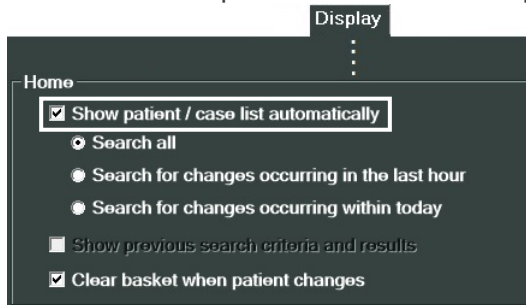 Display
Home
Show patient / case list automatically
Search all
Search for changes occurring in the last hour
Search for changes occurring within today
Show previous search criteria and results
Clear basket when patient changes